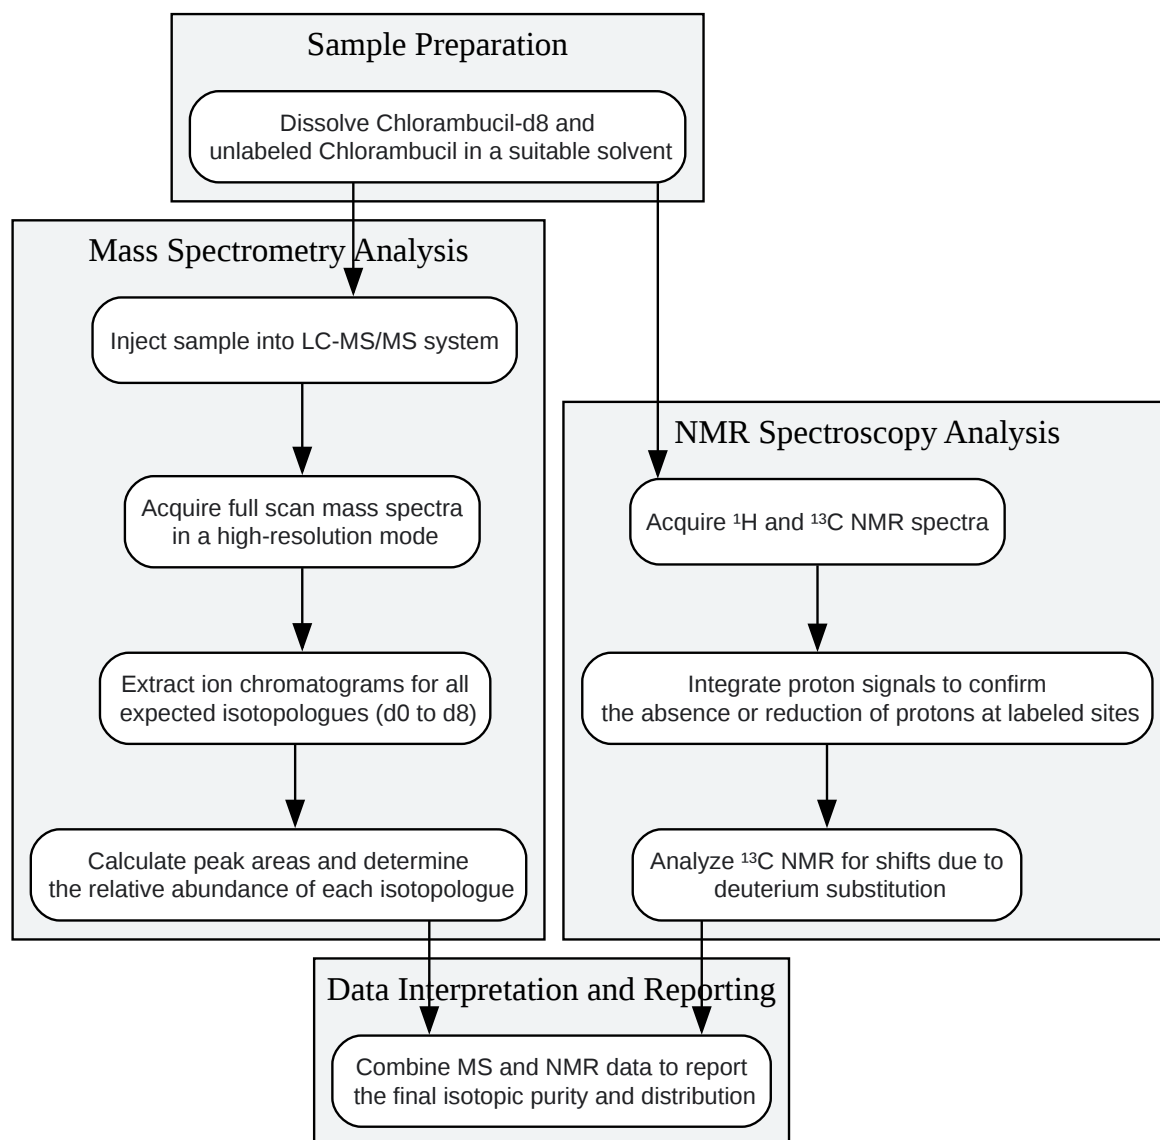 Sample Preparation
Dissolve Chlorambucil-d8 and
unlabeled Chlorambucil in a suitable solvent
Mass Spectrometry Analysis
Inject sample into LC-MS/MS system
Acquire full scan mass spectra
in a high-resolution mode
Extract ion chromatograms for all
expected isotopologues (d0 to d8)
Calculate peak areas and determine
the relative abundance of each isotopologue
NMR Spectroscopy Analysis
Acquire ¹H and ¹³C NMR spectra
Integrate proton signals to confirm
the absence or reduction of protons at labeled sites
Analyze ¹³C NMR for shifts due to
deuterium substitution
Data Interpretation and Reporting
Combine MS and NMR data to report
the final isotopic purity and distribution